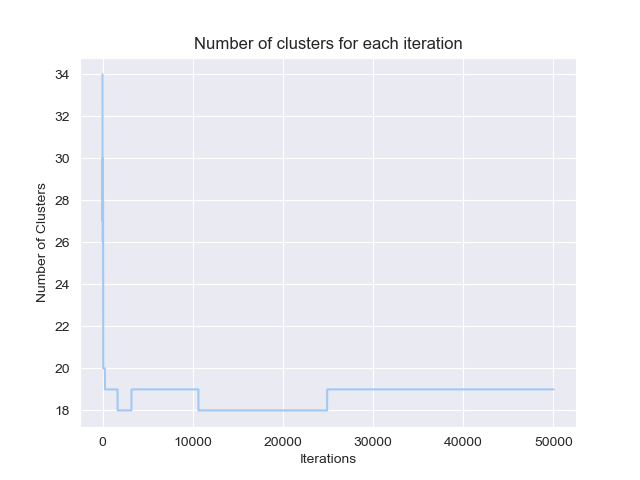 Number of clusters for each iteration
34
32
30
28
26
24
22
20
18
Number of Clusters
0 10000 20000 30000 40000 50000
Iterations